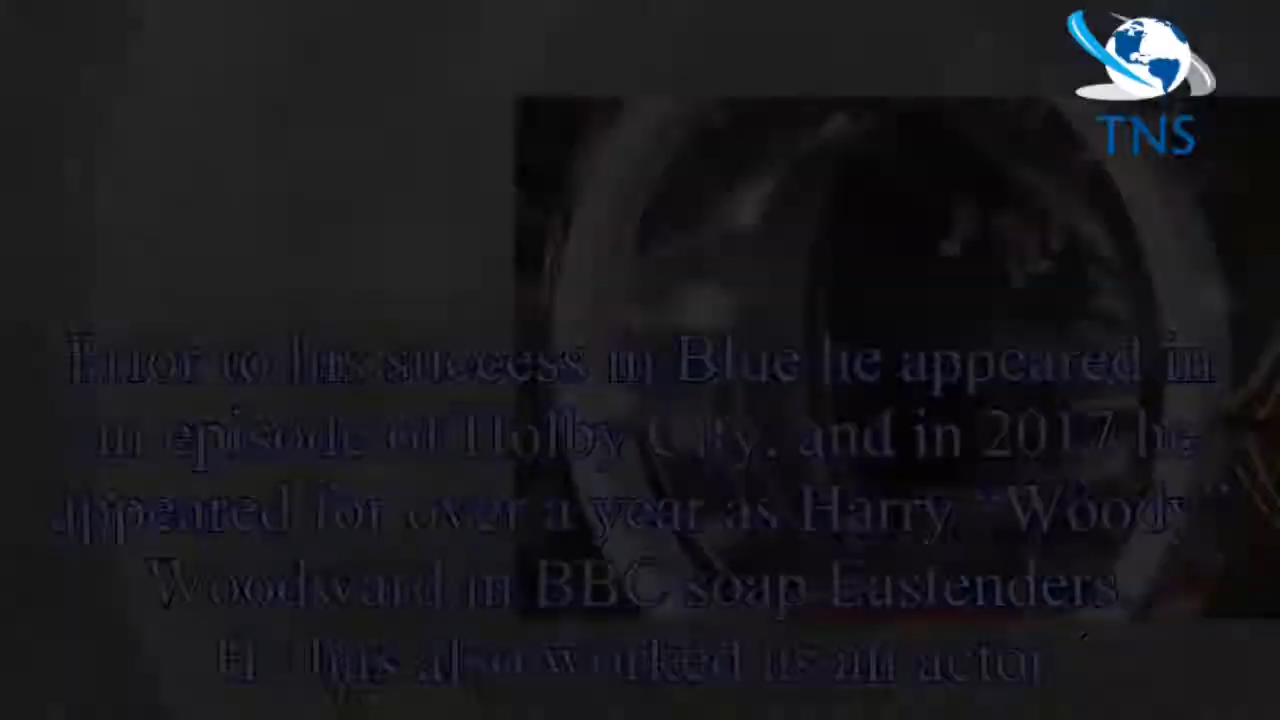 TNS
Prior to his success in Blue he appeared in
an episode of Holby City, and in 2017 he
appeared for over a year as Harry "Woody"
Woodward in BBC soap Eastenders
He has also worked as an actor